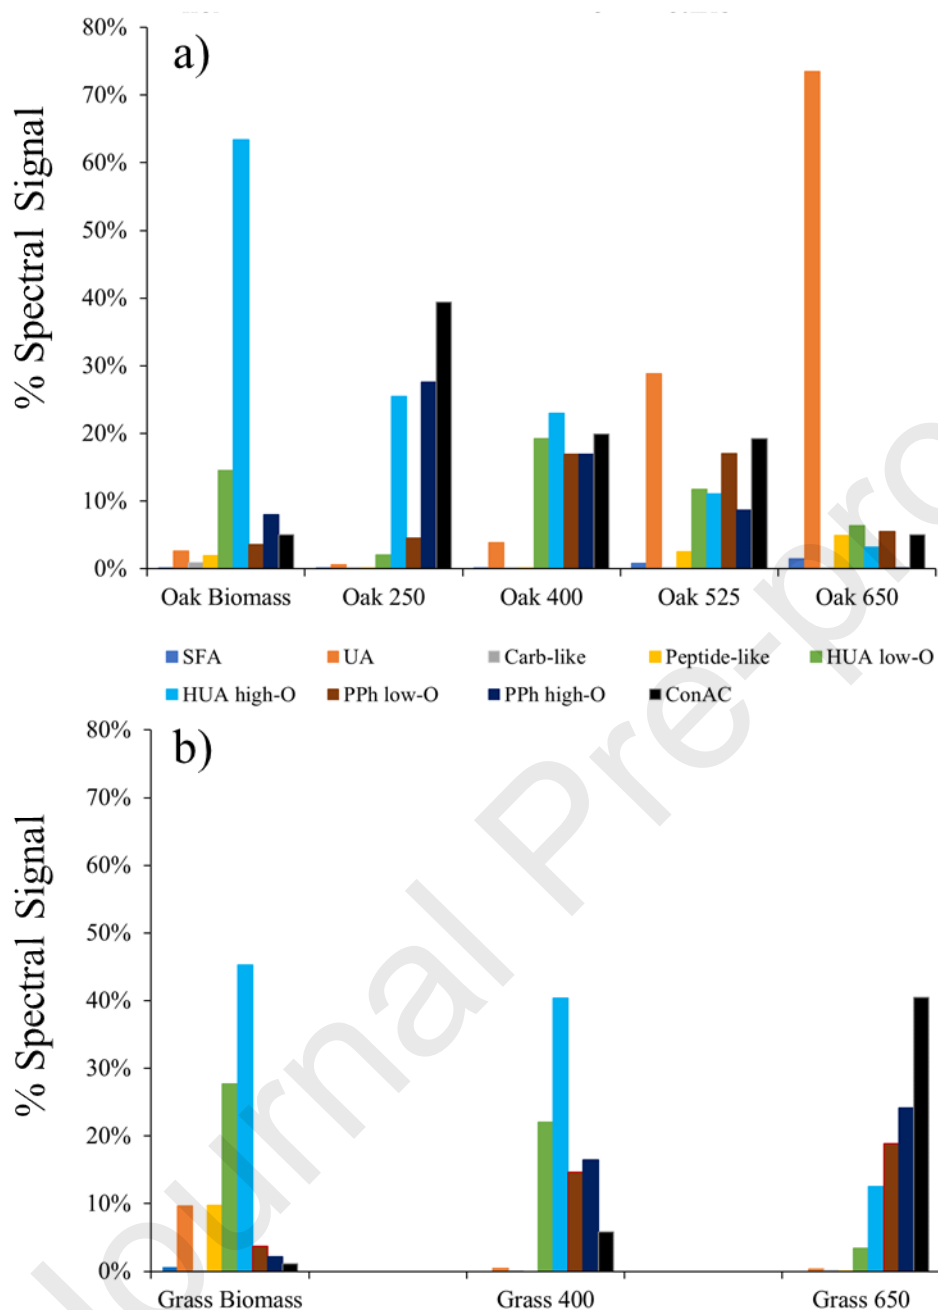 a)
% Spectral Signal
80%
70%
60%
50%
40%
30%
20%
10%
0%
Oak Biomass Oak 250 Oak 400 Oak 525 Oak 650
SFA UA Carb-like Peptide-like HUA low-O
HUA high-O PPh low-O PPh high-O ConAC
b)
% Spectral Signal
80%
70%
60%
50%
40%
30%
20%
10%
0%
Grass Biomass Grass 400 Grass 650
Journal Pre-pro